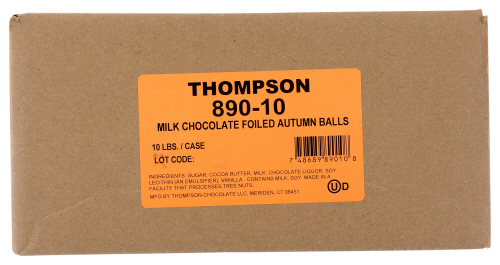 THOMPSON
890-10
MILK CHOCOLATE FOILED AUTUMN BALLS
10 LBS. / CASE
LOT CODE:
7 48689 89010 8
INGREDIENTS: SUGAR, COCOA BUTTER, MILK, CHOCOLATE LIQUOR, SOY
LECITHIN (AN EMULSIFIER), VANILLA. CONTAINS MILK, SOY. MADE IN A
FACILITY THAT PROCESSES TREE NUTS.
MFG BY THOMPSON CHOCOLATE LLC, MERIDEN, CT 06451
U D